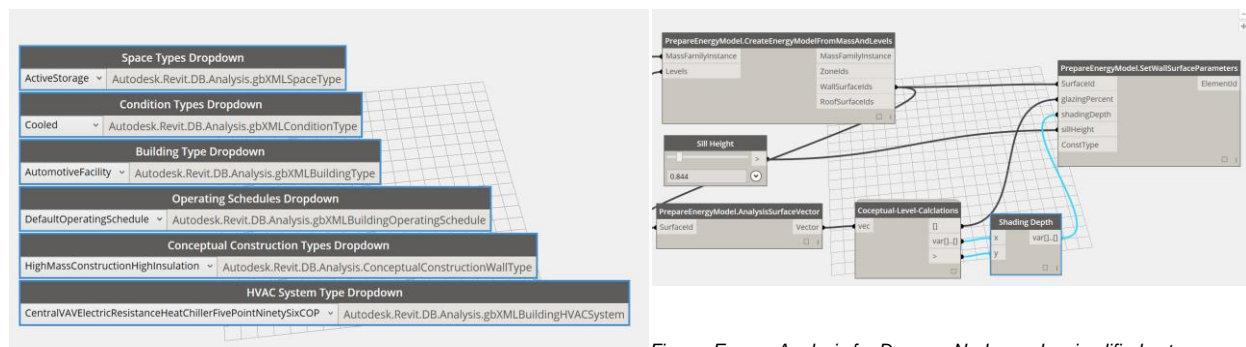 Space Types Dropdown
ActiveStorage Autodesk.Revit.DB.Analysis.gbXMLSpaceType
Condition Types Dropdown
Cooled Autodesk.Revit.DB.Analysis.gbXMLConditionType
Building Type Dropdown
AutomotiveFacility Autodesk.Revit.DB.Analysis.gbXMLBuildingType
Operating Schedules Dropdown
DefaultOperatingSchedule Autodesk.Revit.DB.Analysis.gbXMLBuildingOperatingSchedule
Conceptual Construction Types Dropdown
HighMassConstructionHighInsulation Autodesk.Revit.DB.Analysis.ConceptualConstructionWallType
HVAC System Type Dropdown
CentralVAVElectricResistanceHeatChillerFivePointNinetySixCOP Autodesk.Revit.DB.Analysis.gbXMLBuildingHVACSystem
PrepareEnergyModel.CreateEnergyModelFromMassAndLevels
MassFamilyInstance MassFamilyInstance
Levels ZoneIds
WallSurfaceIds
RoofSurfaceIds
Sill Height
>
0.844
PrepareEnergyModel.AnalysisSurfaceVector
SurfaceId Vector
Coceptual-Level-Calclations
vec []
var[]..[]
>
Shading Depth
x var[]..[]
y
PrepareEnergyModel.SetWallSurfaceParameters
SurfaceId ElementId
glazingPercent
shadingDepth
sillHeight
ConstType